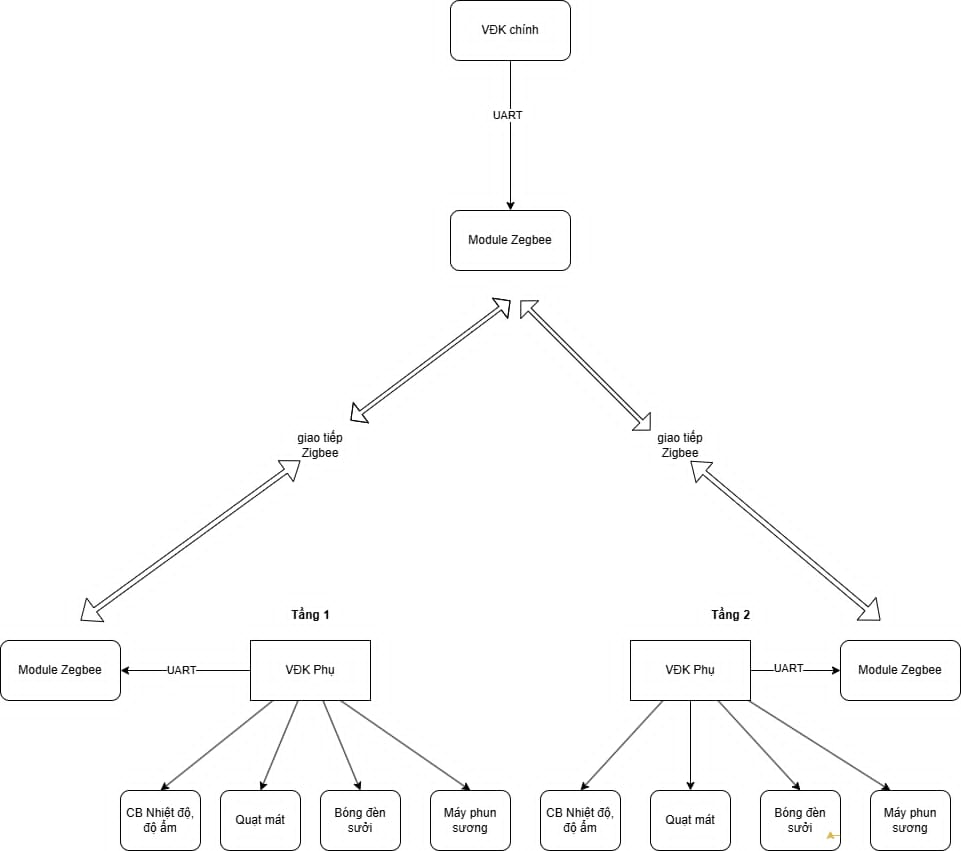 VĐK chính
UART
Module Zegbee
giao tiếp
Zigbee
giao tiếp
Zigbee
Tầng 1
Tầng 2
Module Zegbee
UART
VĐK Phụ
VĐK Phụ
UART
Module Zegbee
CB Nhiệt độ,
độ ẩm
Quạt mát
Bóng đèn
sưởi
Máy phun
sương
CB Nhiệt độ,
độ ẩm
Quạt mát
Bóng đèn
sưởi
Máy phun
sương